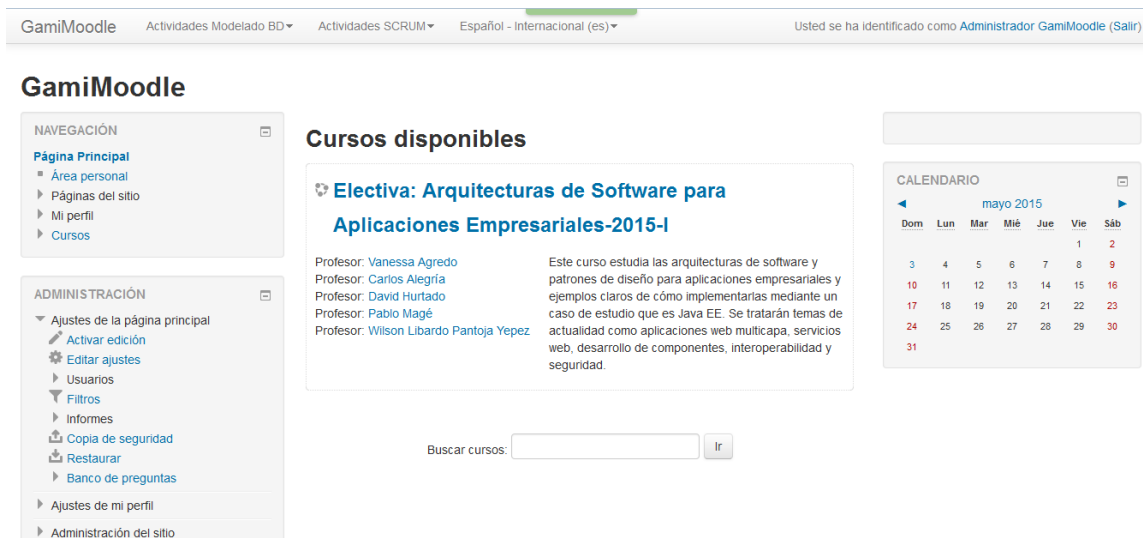 GamiMoodle Actividades Modelado BD Actividades SCRUM Español - Internacional (es) Usted se ha identificado como Administrador GamiMoodle (Salir)
GamiMoodle
NAVEGACIÓN
Página Principal
Área personal
Páginas del sitio
Mi perfil
Cursos
ADMINISTRACIÓN
Ajustes de la página principal
Activar edición
Editar ajustes
Usuarios
Filtros
Informes
Copia de seguridad
Restaurar
Banco de preguntas
Ajustes de mi perfil
Administración del sitio
Cursos disponibles
Electiva: Arquitecturas de Software para
Aplicaciones Empresariales-2015-I
Profesor: Vanessa Agredo
Profesor: Carlos Alegría
Profesor: David Hurtado
Profesor: Pablo Magé
Profesor: Wilson Libardo Pantoja Yepez
Este curso estudia las arquitecturas de software y
patrones de diseño para aplicaciones empresariales y
ejemplos claros de cómo implementarlas mediante un
caso de estudio que es Java EE. Se tratarán temas de
actualidad como aplicaciones web multicapa, servicios
web, desarrollo de componentes, interoperabilidad y
seguridad.
Buscar cursos: Ir
CALENDARIO
mayo 2015
Dom Lun Mar Mié Jue Vie Sáb
1 2
3 4 5 6 7 8 9
10 11 12 13 14 15 16
17 18 19 20 21 22 23
24 25 26 27 28 29 30
31